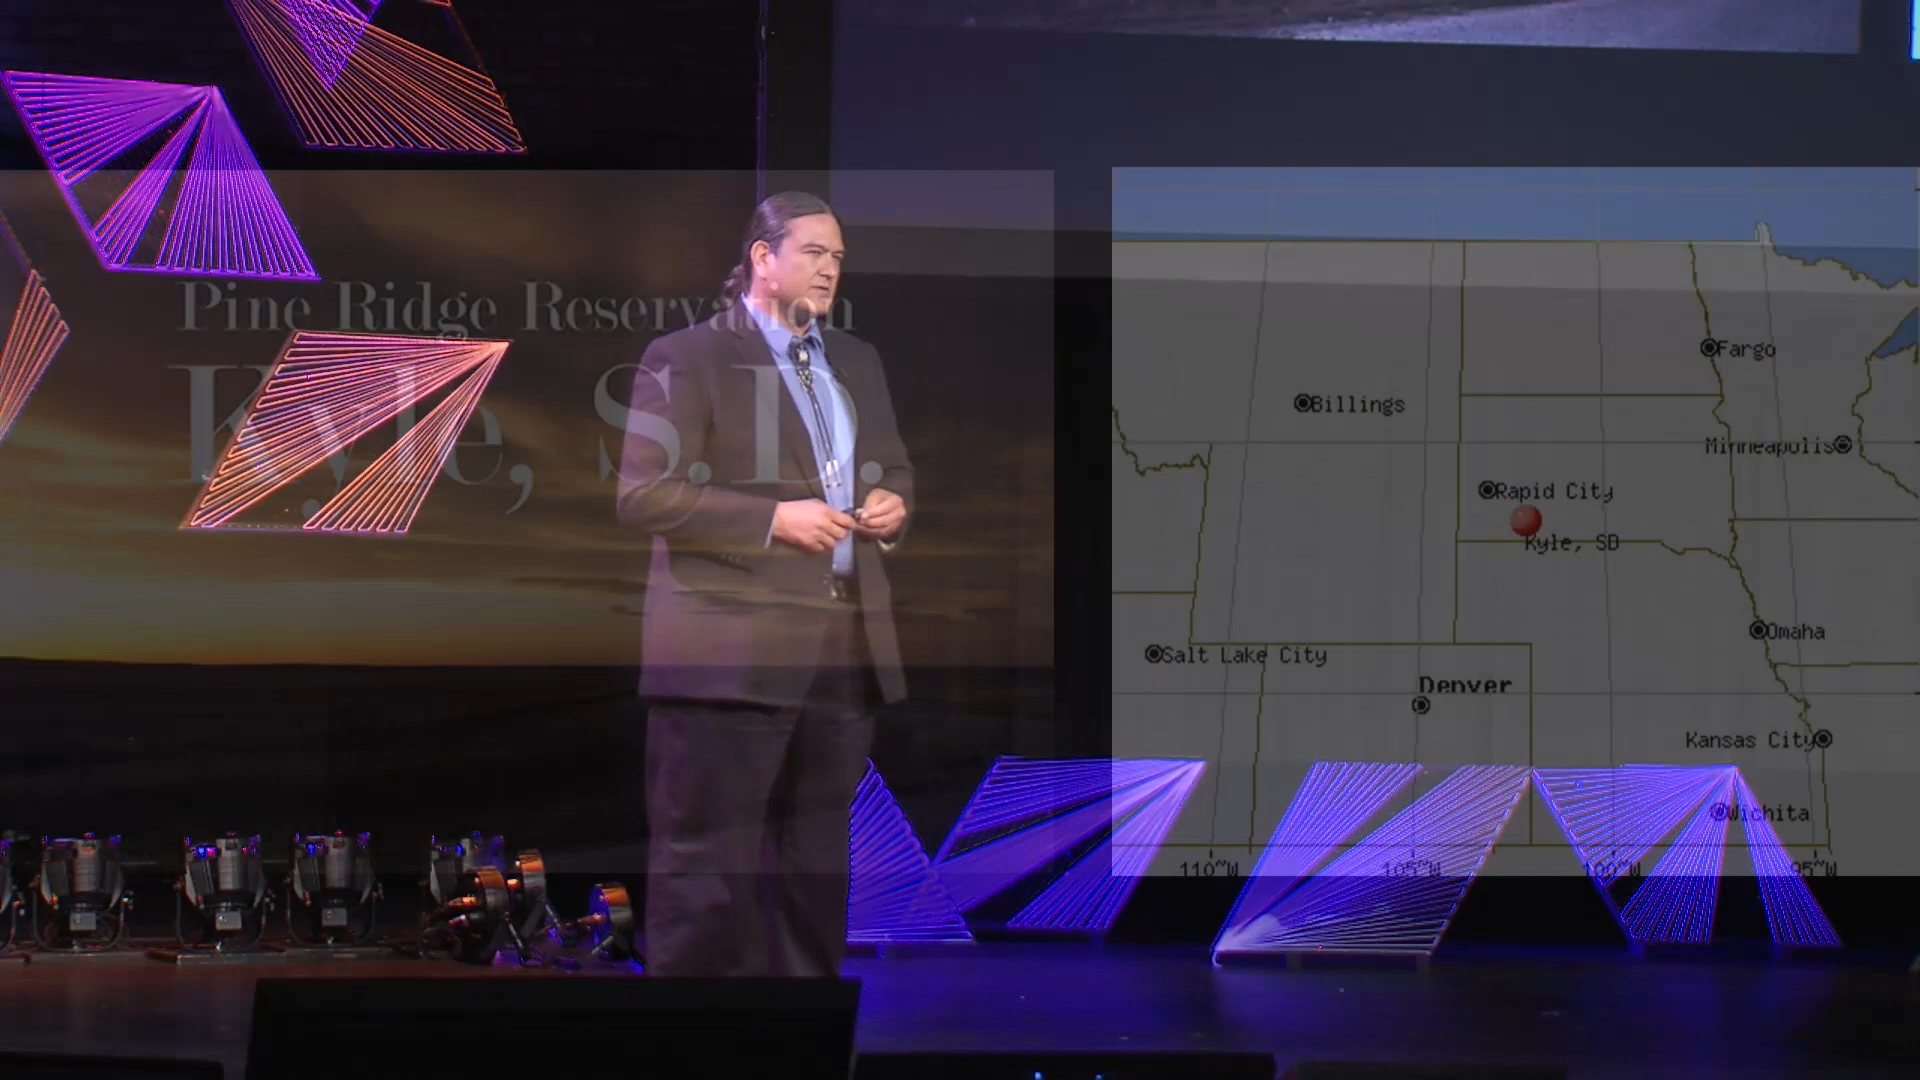 Pine Ridge Reservation
Kyle, S.D.
Fargo
Billings
Minneapolis
Rapid City
Kyle, SD
Omaha
Salt Lake City
Denver
Kansas City
Wichita
110~W
105~W
100~W
95~W